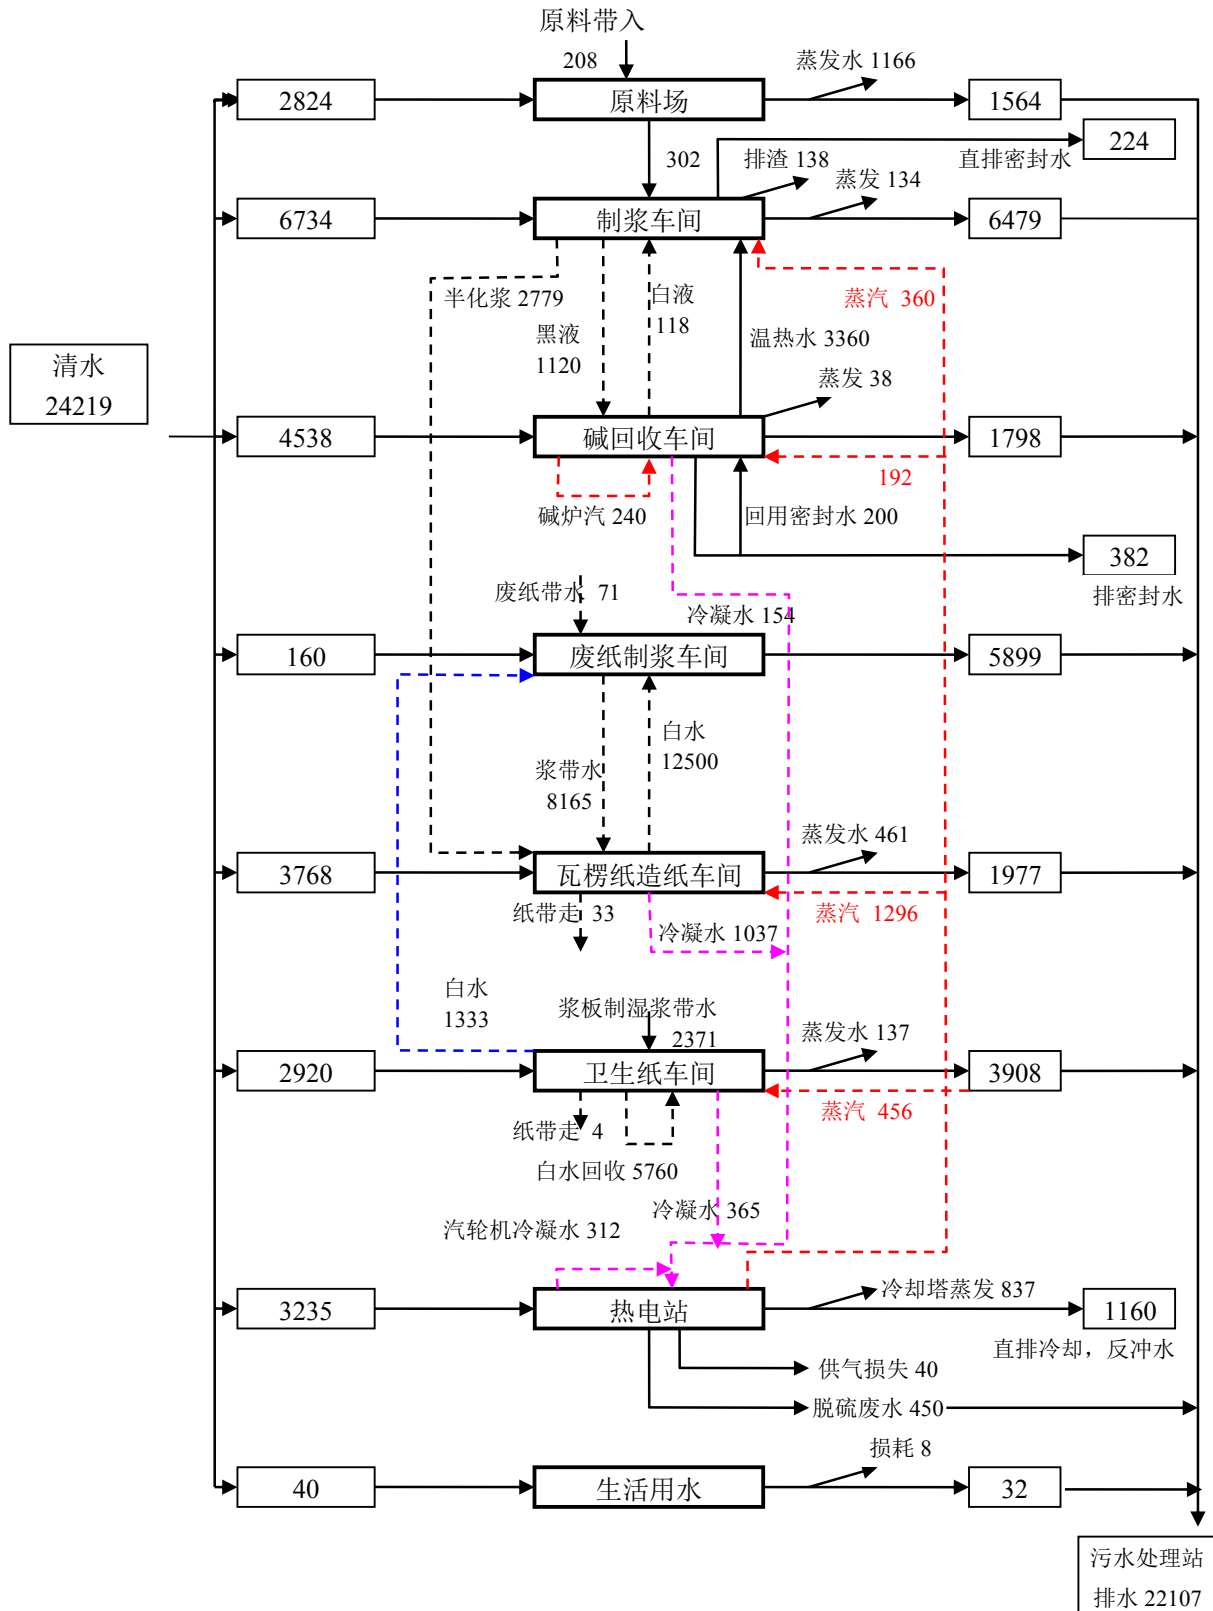 原料带入
208
蒸发水 1166
2824
原料场
1564
224
直排密封水
302
排渣 138
蒸发 134
6734
制浆车间
6479
半化浆 2779
白液
118
蒸汽 360
黑液
1120
温热水 3360
清水
24219
蒸发 38
4538
碱回收车间
1798
192
碱炉汽 240
回用密封水 200
382
排密封水
废纸带水 71
冷凝水 154
160
废纸制浆车间
5899
白水
12500
浆带水
8165
蒸发水 461
3768
瓦楞纸造纸车间
1977
纸带走 33
蒸汽 1296
冷凝水 1037
白水
1333
浆板制湿浆带水
2371
蒸发水 137
2920
卫生纸车间
3908
纸带走 4
蒸汽 456
白水回收 5760
冷凝水 365
汽轮机冷凝水 312
冷却塔蒸发 837
3235
热电站
1160
直排冷却，反冲水
供气损失 40
脱硫废水 450
损耗 8
40
生活用水
32
污水处理站
排水 22107